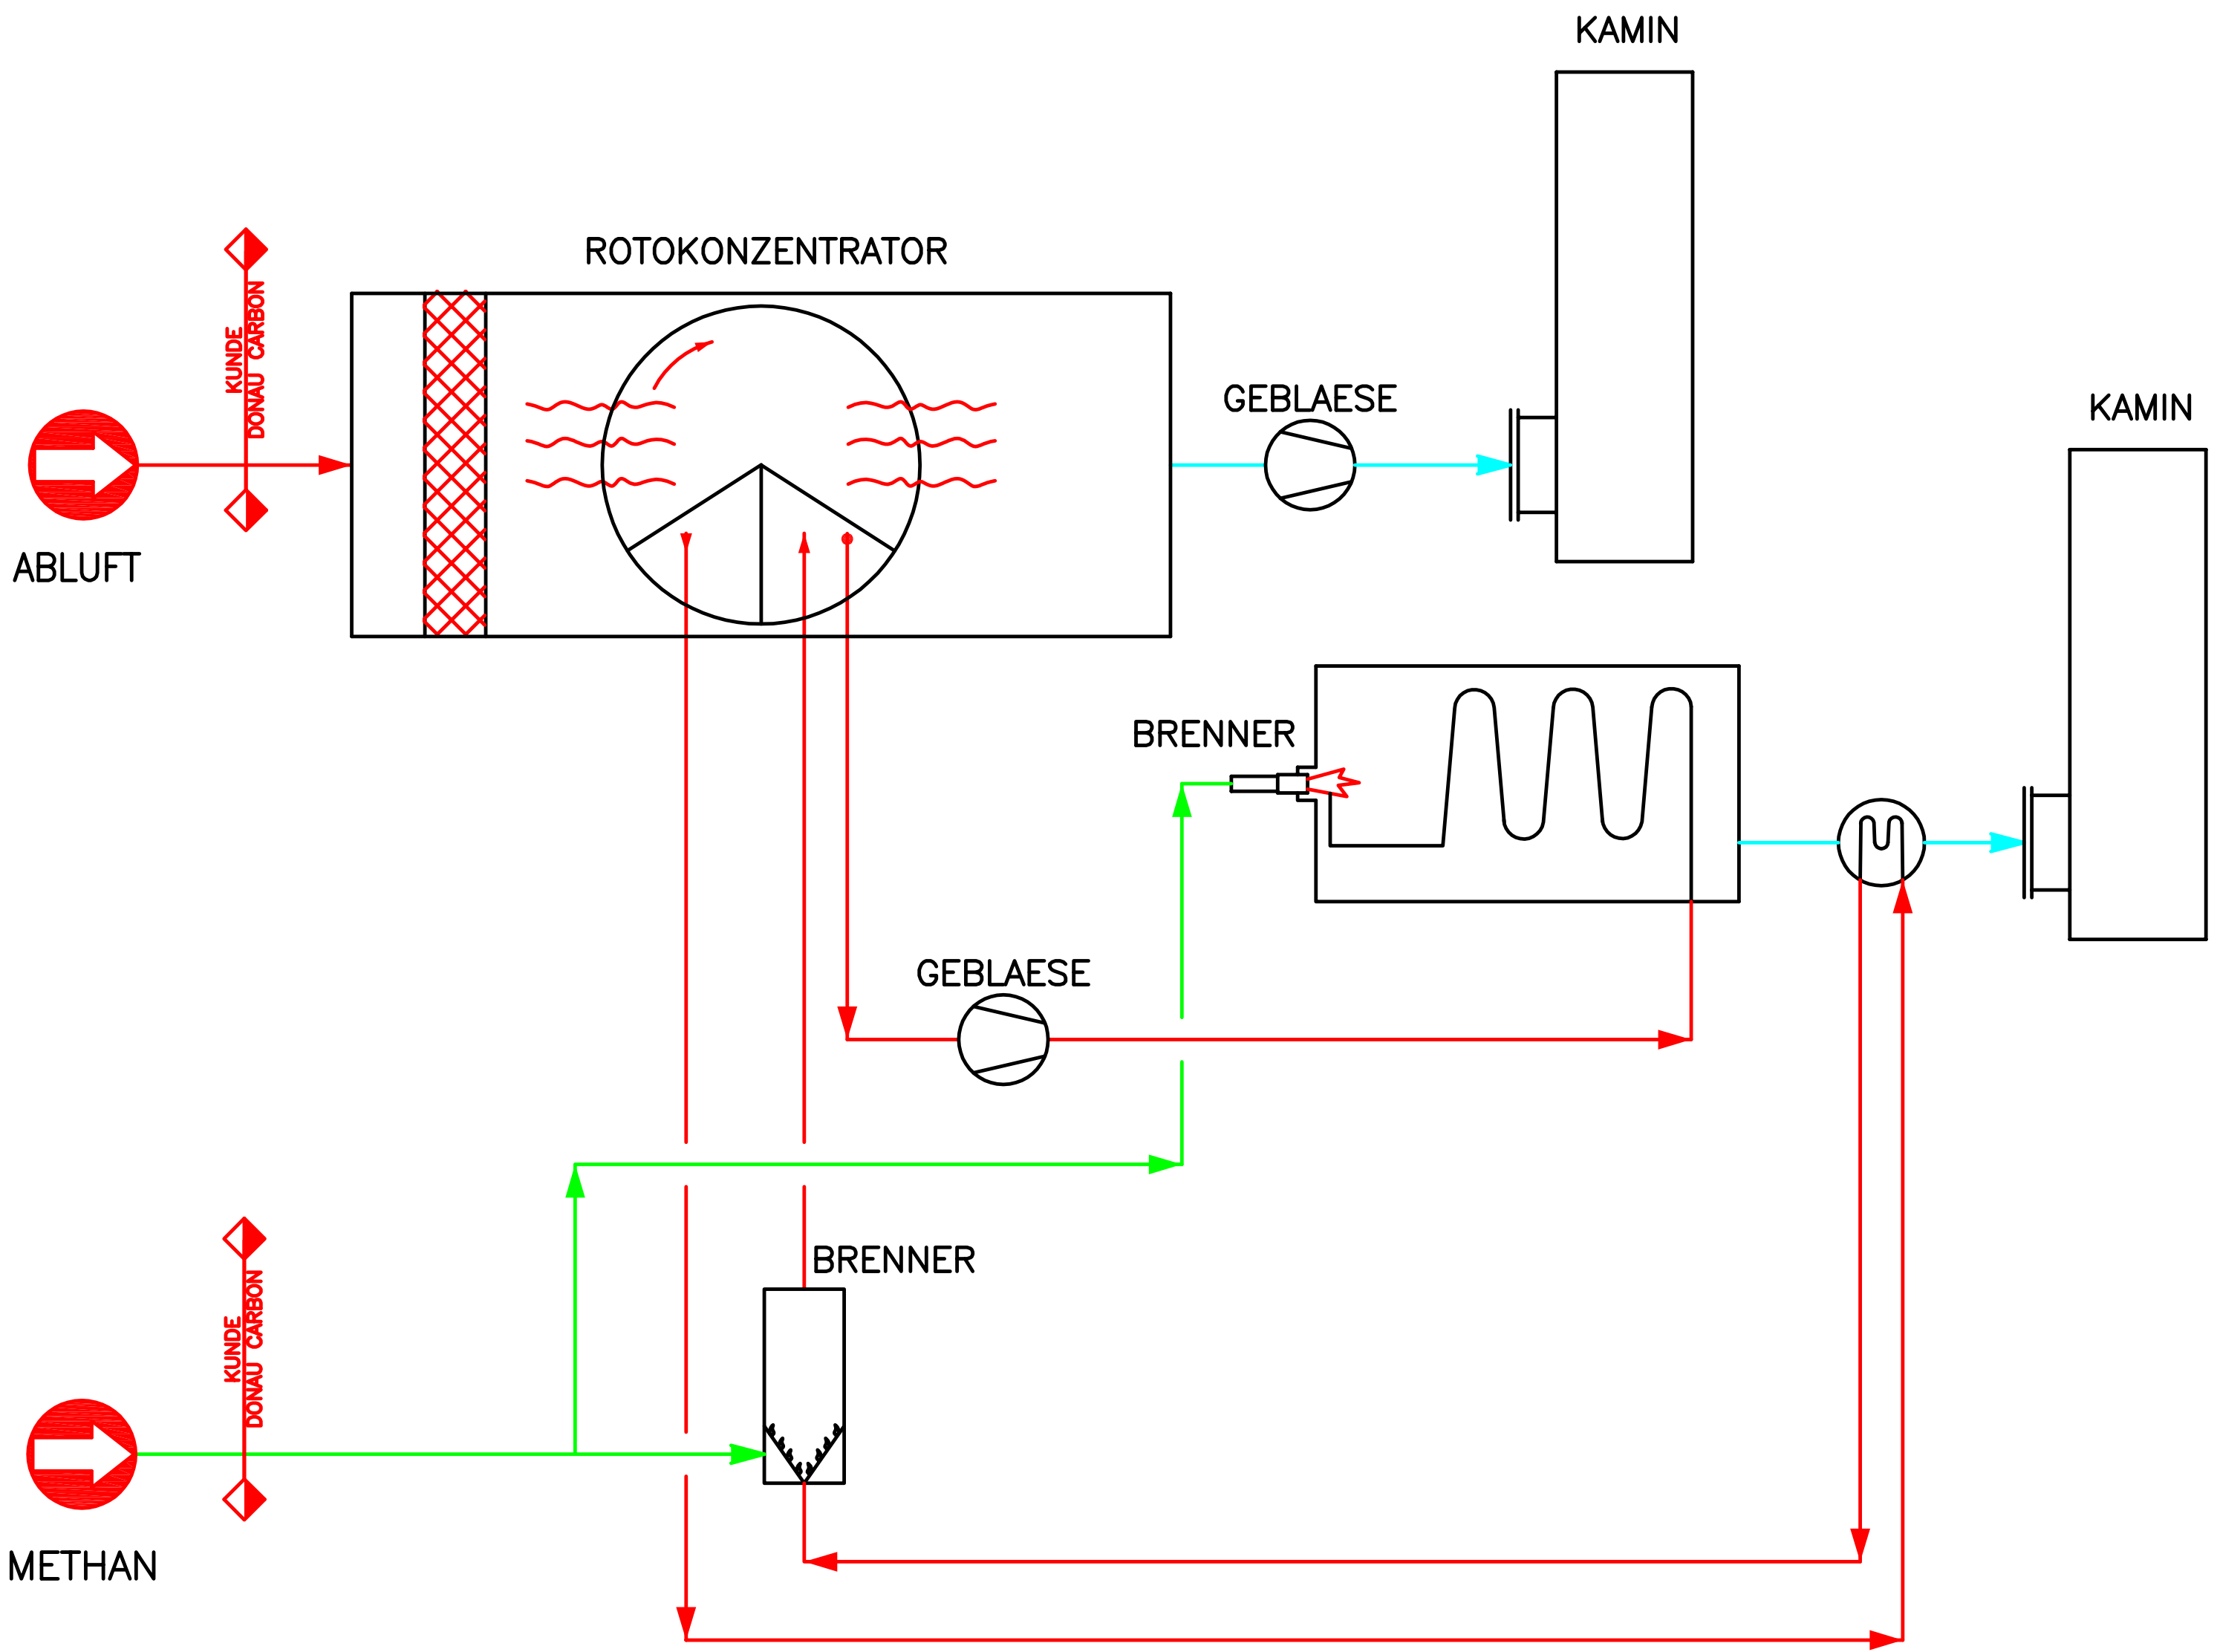 KAMIN
ROTOKONZENTRATOR
KUNDE
DONAU CARBON
GEBLAESE
KAMIN
ABLUFT
BRENNER
GEBLAESE
BRENNER
KUNDE
DONAU CARBON
METHAN